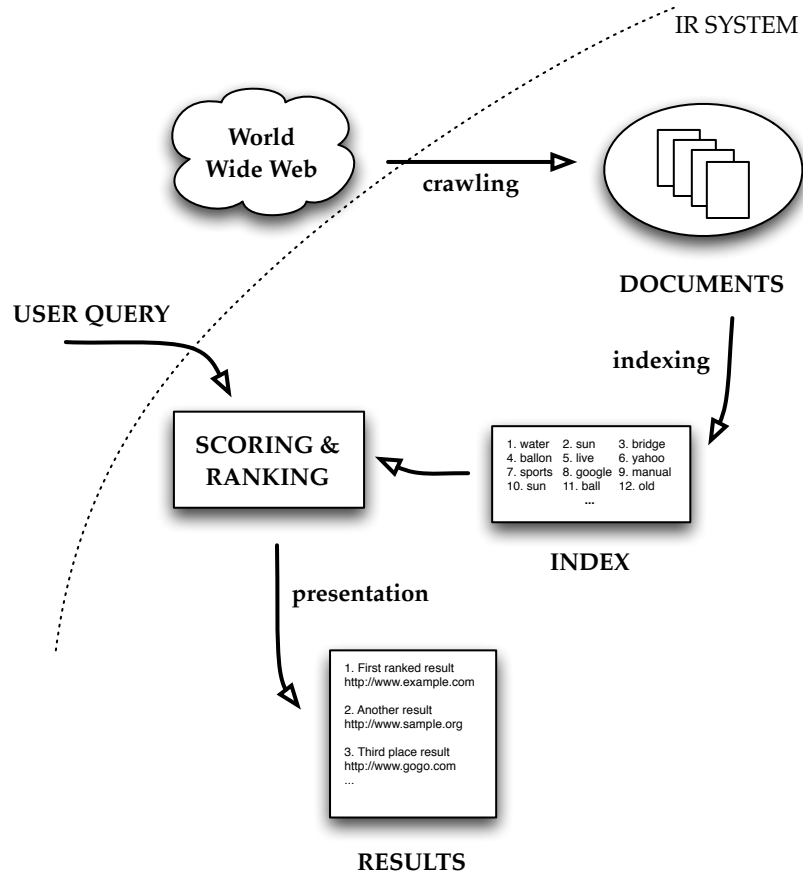 IR SYSTEM
World
Wide Web
crawling
DOCUMENTS
USER QUERY
indexing
SCORING &
RANKING
1. water 2. sun 3. bridge
4. ballon 5. live 6. yahoo
7. sports 8. google 9. manual
10. sun 11. ball 12. old
...
INDEX
presentation
1. First ranked result
http://www.example.com
2. Another result
http://www.sample.org
3. Third place result
http://www.gogo.com
...
RESULTS